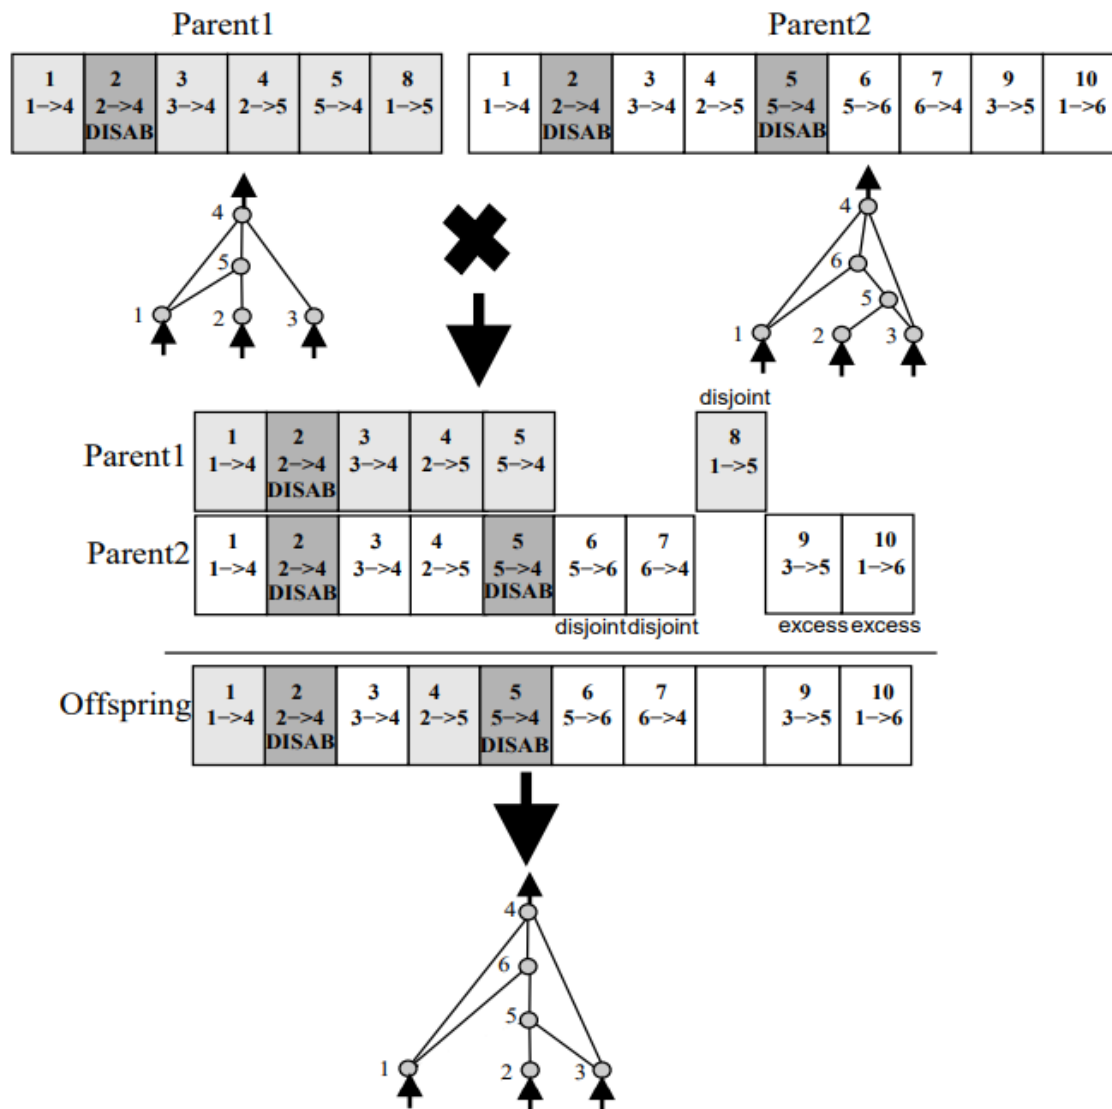 Parent1 Parent2
1 2 3 4 5 8 1 2 3 4 5 6 7 9 10
1−>4 2−>4 3−>4 2−>5 5−>4 1−>5 1−>4 2−>4 3−>4 2−>5 5−>4 5−>6 6−>4 3−>5 1−>6
DISAB DISAB DISAB
4 4
5 6
5
1 2 3 1 2 3
disjoint
Parent1 1 2 3 4 5 8
1−>4 2−>4 3−>4 2−>5 5−>4 1−>5
DISAB
Parent2 1 2 3 4 5 6 7 9 10
1−>4 2−>4 3−>4 2−>5 5−>4 5−>6 6−>4 3−>5 1−>6
DISAB DISAB
disjoint disjoint excess excess
Offspring 1 2 3 4 5 6 7 9 10
1−>4 2−>4 3−>4 2−>5 5−>4 5−>6 6−>4 3−>5 1−>6
DISAB DISAB
4
6
5
1 2 3